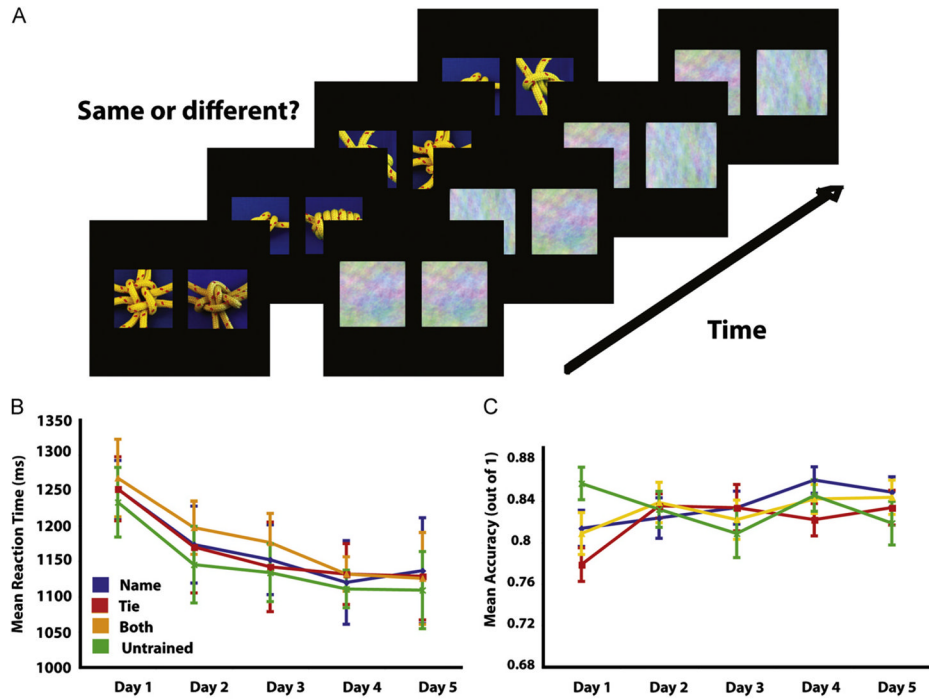 A
Same or different?
Time
B
Mean Reaction Time (ms)
1350
1300
1250
1200
1150
1100
1050
1000
Name
Tie
Both
Untrained
Day 1 Day 2 Day 3 Day 4 Day 5
C
Mean Accuracy (out of 1)
0.88
0.84
0.8
0.76
0.72
0.68
Day 1 Day 2 Day 3 Day 4 Day 5